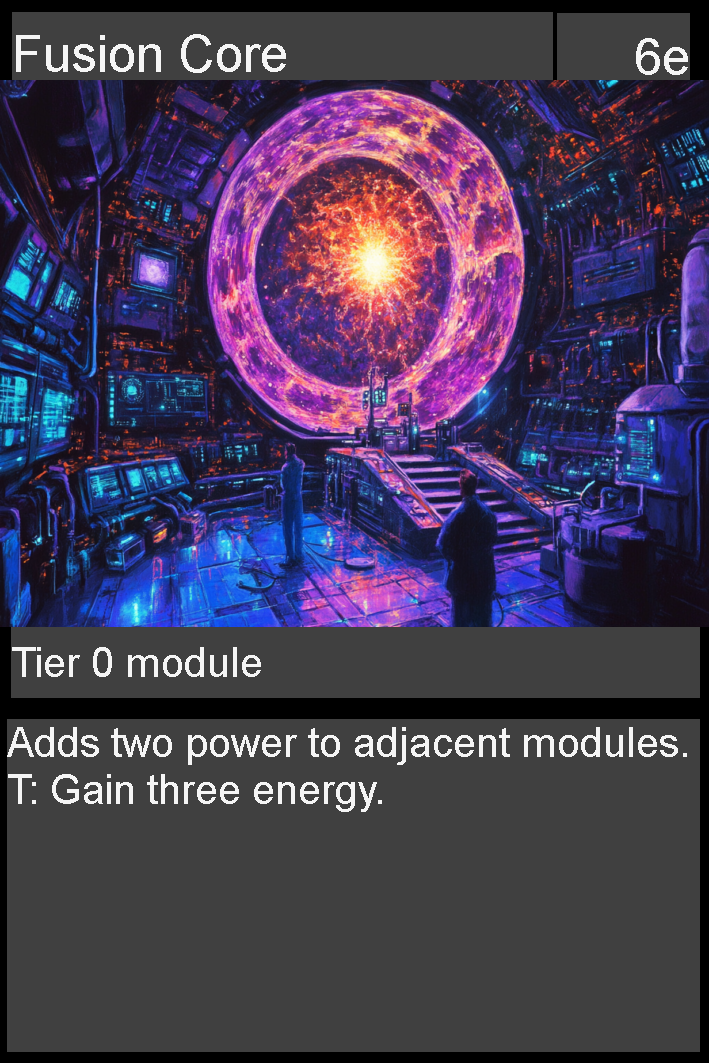 Fusion Core 6e
Tier 0 module
Adds two power to adjacent modules.
T: Gain three energy.